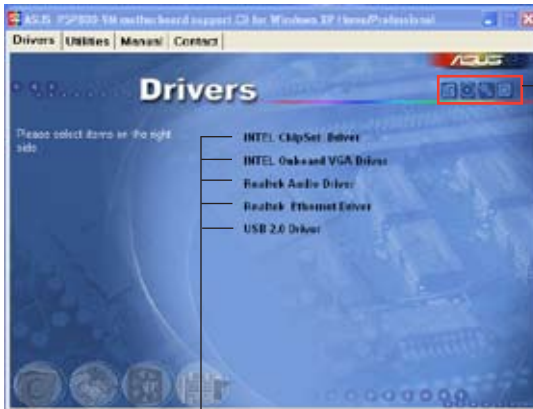 ASUS P5P800-VM motherboard support CD for Windows XP Home/Professional
Drivers Utilities Manual Contact
ASUS
Drivers
Please select items on the right
side
INTEL ChipSet Driver
INTEL Onboard VGA Driver
Realtek Audio Driver
Realtek Ethernet Driver
USB 2.0 Driver